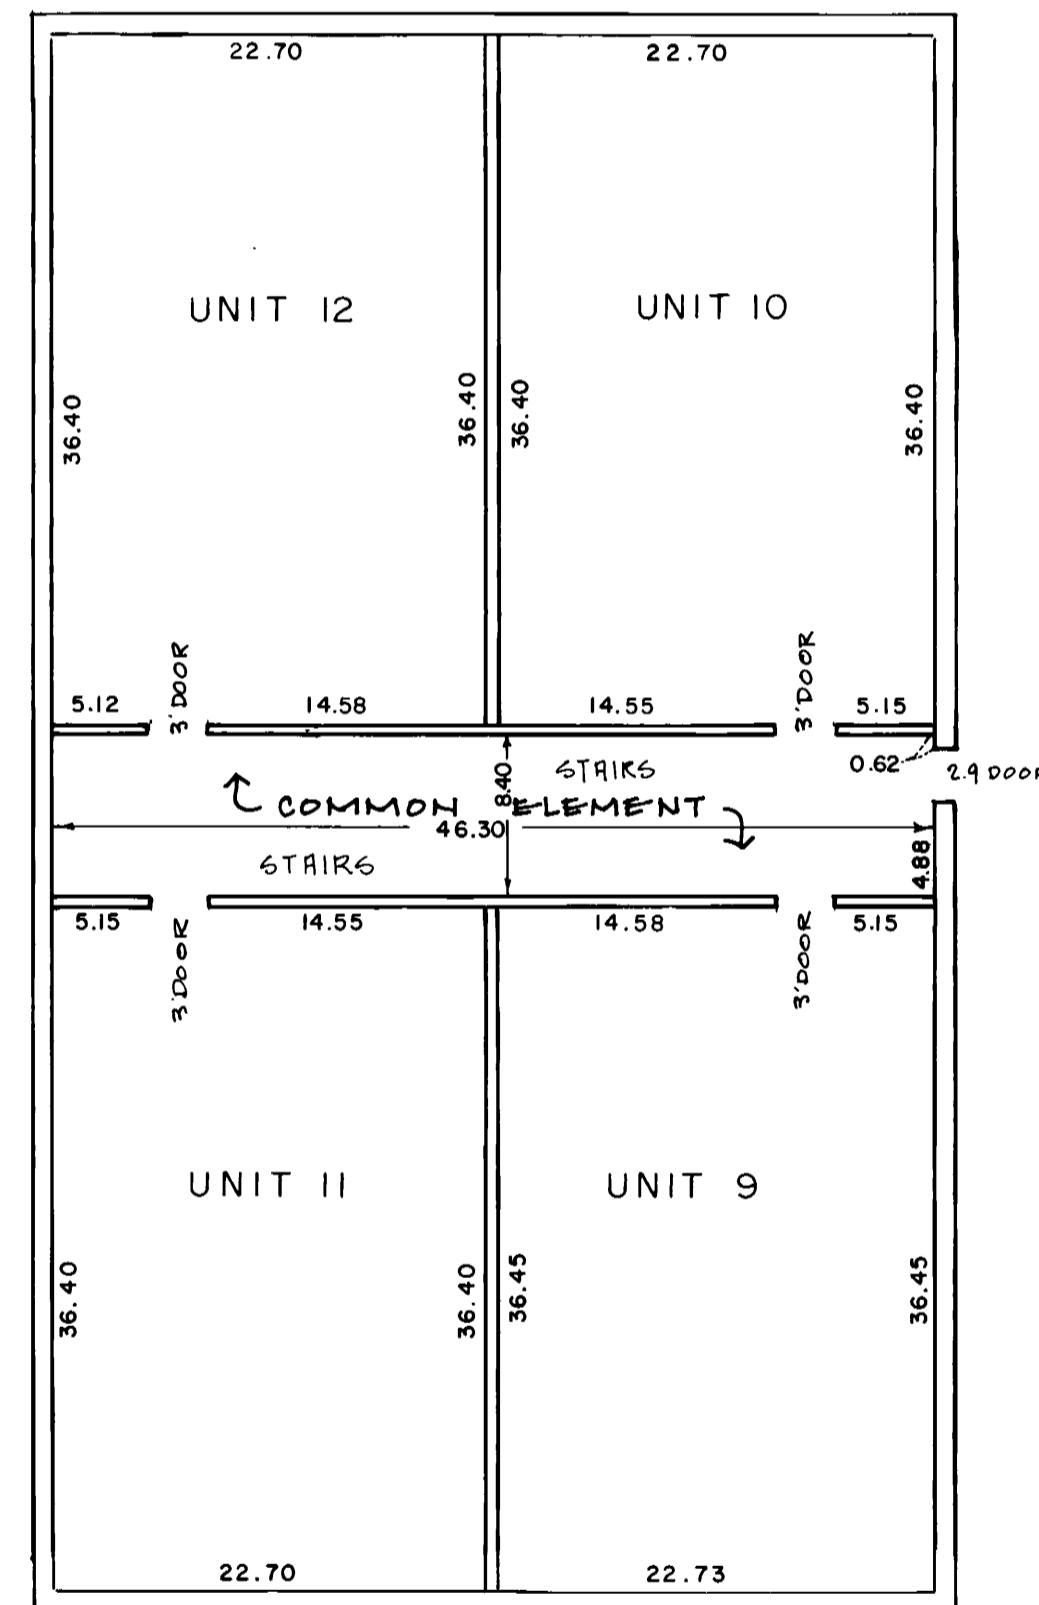 22.70
22.70
UNIT 12
UNIT 10
36.40
36.40
36.40
36.40
3' DOOR
3' DOOR
5.12
14.58
14.55
5.15
0.62
2.9 DOOR
STAIRS
8.40
COMMON ELEMENT
46.30
STAIRS
4.88
5.15
14.55
14.58
5.15
3' DOOR
3' DOOR
UNIT 11
UNIT 9
36.40
36.40
36.45
36.45
22.70
22.73